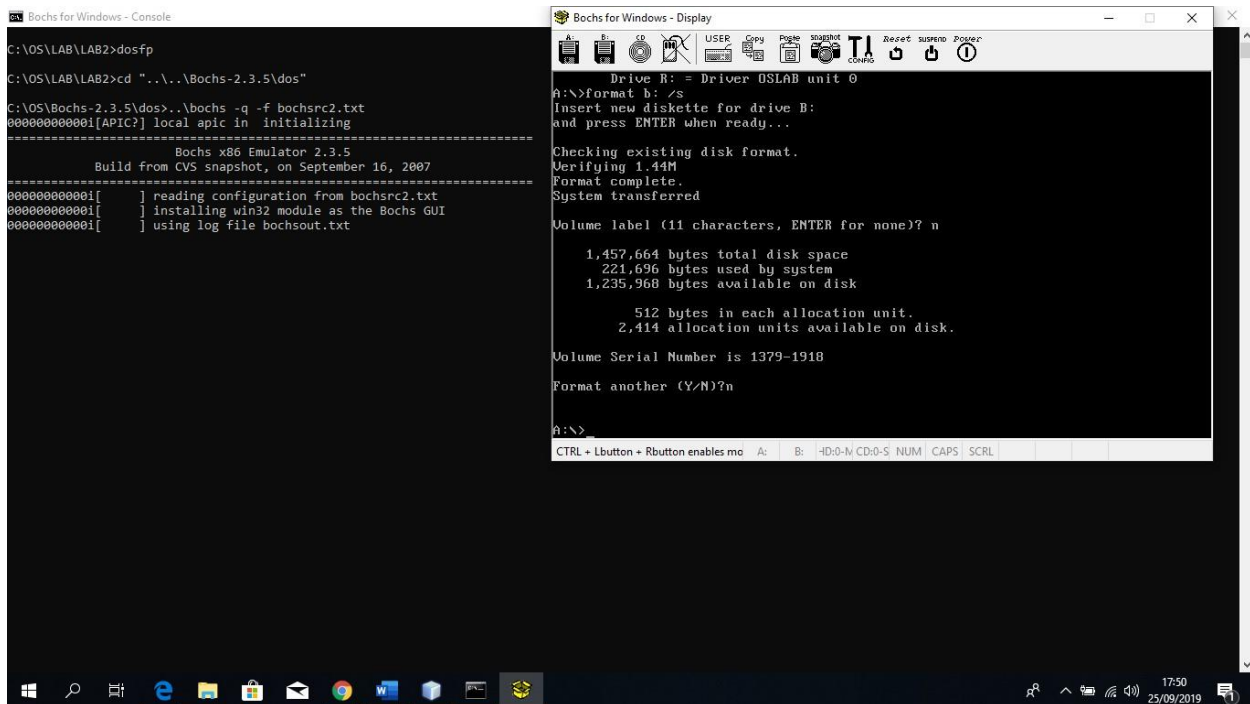 Bochs for Windows - Console
C:\OS\LAB\LAB2>dosfp
C:\OS\LAB\LAB2>cd "..\..\Bochs-2.3.5\dos"
C:\OS\Bochs-2.3.5\dos>..\bochs -q -f bochsrc2.txt
00000000000i[APIC?] local apic in  initializing
========================================================================
Bochs x86 Emulator 2.3.5
Build from CVS snapshot, on September 16, 2007
========================================================================
00000000000i[     ] reading configuration from bochsrc2.txt
00000000000i[     ] installing win32 module as the Bochs GUI
00000000000i[     ] using log file bochsout.txt
Bochs for Windows - Display
A: B: CD USER Copy Paste snapshot CONFIG Reset SUSPEND Power
Drive R: = Driver OSLAB unit 0
A:\>format b: /s
Insert new diskette for drive B:
and press ENTER when ready...
Checking existing disk format.
Verifying 1.44M
Format complete.
System transferred
Volume label (11 characters, ENTER for none)? n
1,457,664 bytes total disk space
221,696 bytes used by system
1,235,968 bytes available on disk
512 bytes in each allocation unit.
2,414 allocation units available on disk.
Volume Serial Number is 1379-1918
Format another (Y/N)?n
A:\>_
CTRL + Lbutton + Rbutton enables mo A: B: HD:0-M CD:0-S NUM CAPS SCRL
17:50
25/09/2019